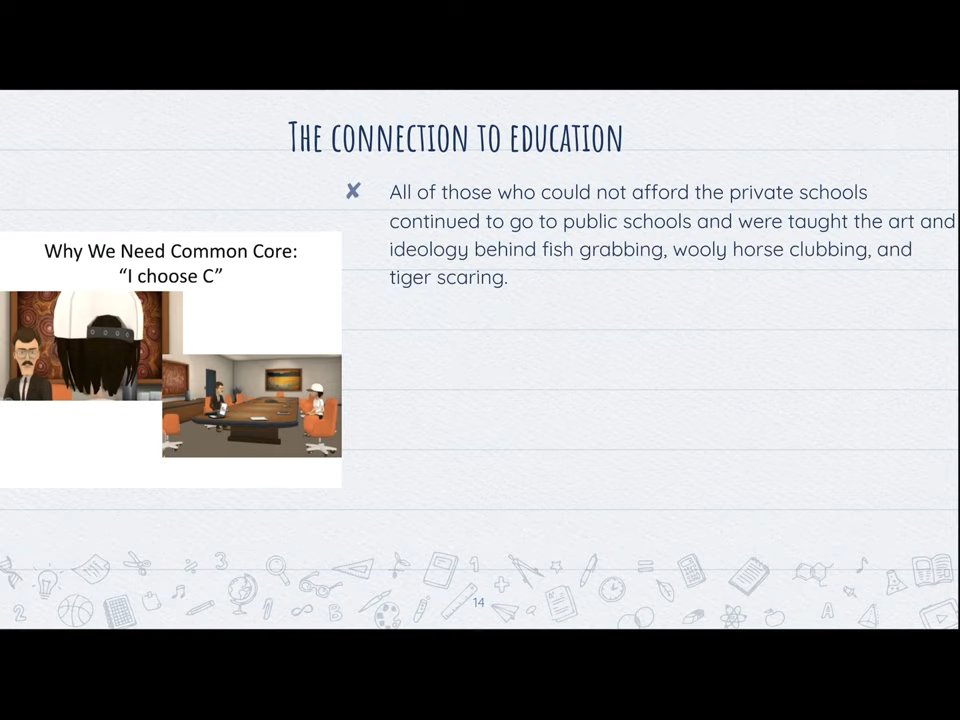 The connection to education
✘ All of those who could not afford the private schools
continued to go to public schools and were taught the art and
ideology behind fish grabbing, wooly horse clubbing, and
tiger scaring.
Why We Need Common Core:
“I choose C”
14